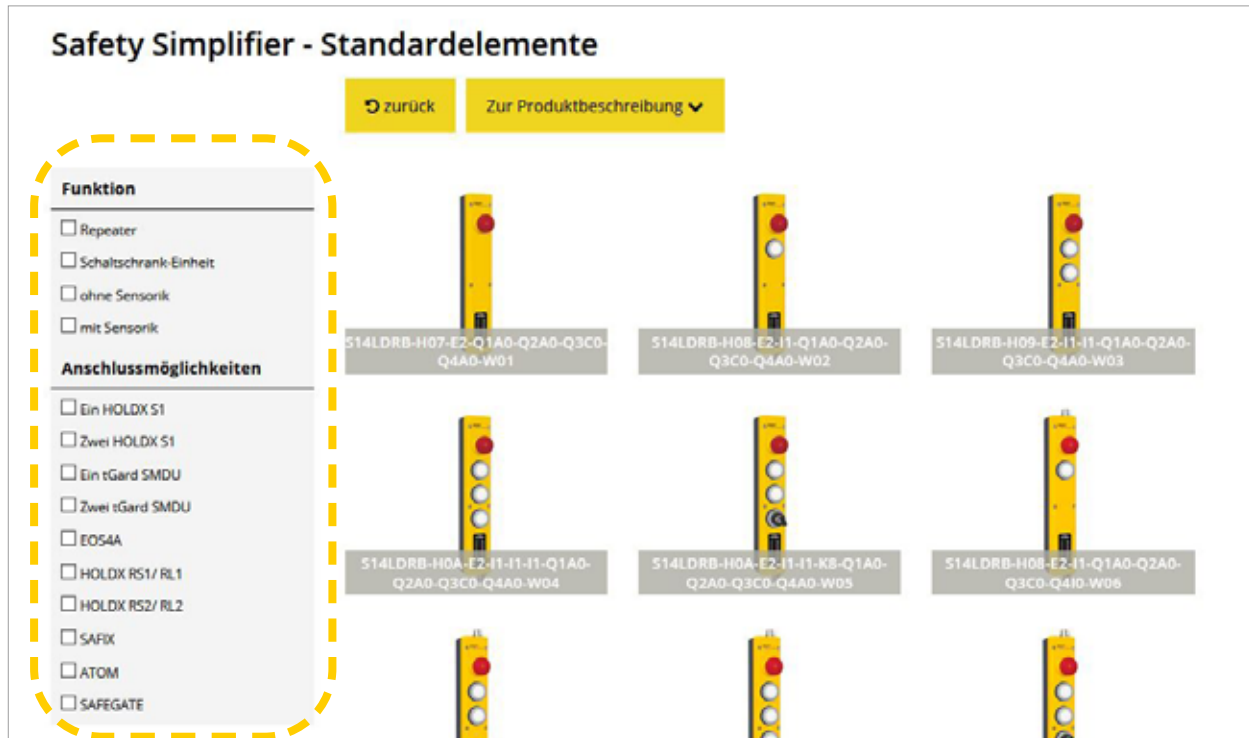 Safety Simplifier - Standardelemente
zurück
Zur Produktbeschreibung
Funktion
Repeater
Schaltschrank-Einheit
ohne Sensorik
mit Sensorik
Anschlussmöglichkeiten
Ein HOLDX S1
Zwei HOLDX S1
Ein tGard SMDU
Zwei tGard SMDU
EOS4A
HOLDX RS1/ RL1
HOLDX RS2/ RL2
SAFIX
ATOM
SAFEGATE
S14LDRB-H07-E2-Q1A0-Q2A0-Q3C0-
Q4A0-W01
S14LDRB-H08-E2-I1-Q1A0-Q2A0-
Q3C0-Q4A0-W02
S14LDRB-H09-E2-I1-I1-Q1A0-Q2A0-
Q3C0-Q4A0-W03
S14LDRB-H0A-E2-I1-I1-I1-Q1A0-
Q2A0-Q3C0-Q4A0-W04
S14LDRB-H0A-E2-I1-I1-K8-Q1A0-
Q2A0-Q3C0-Q4A0-W05
S14LDRB-H08-E2-I1-Q1A0-Q2A0-
Q3C0-Q4I0-W06